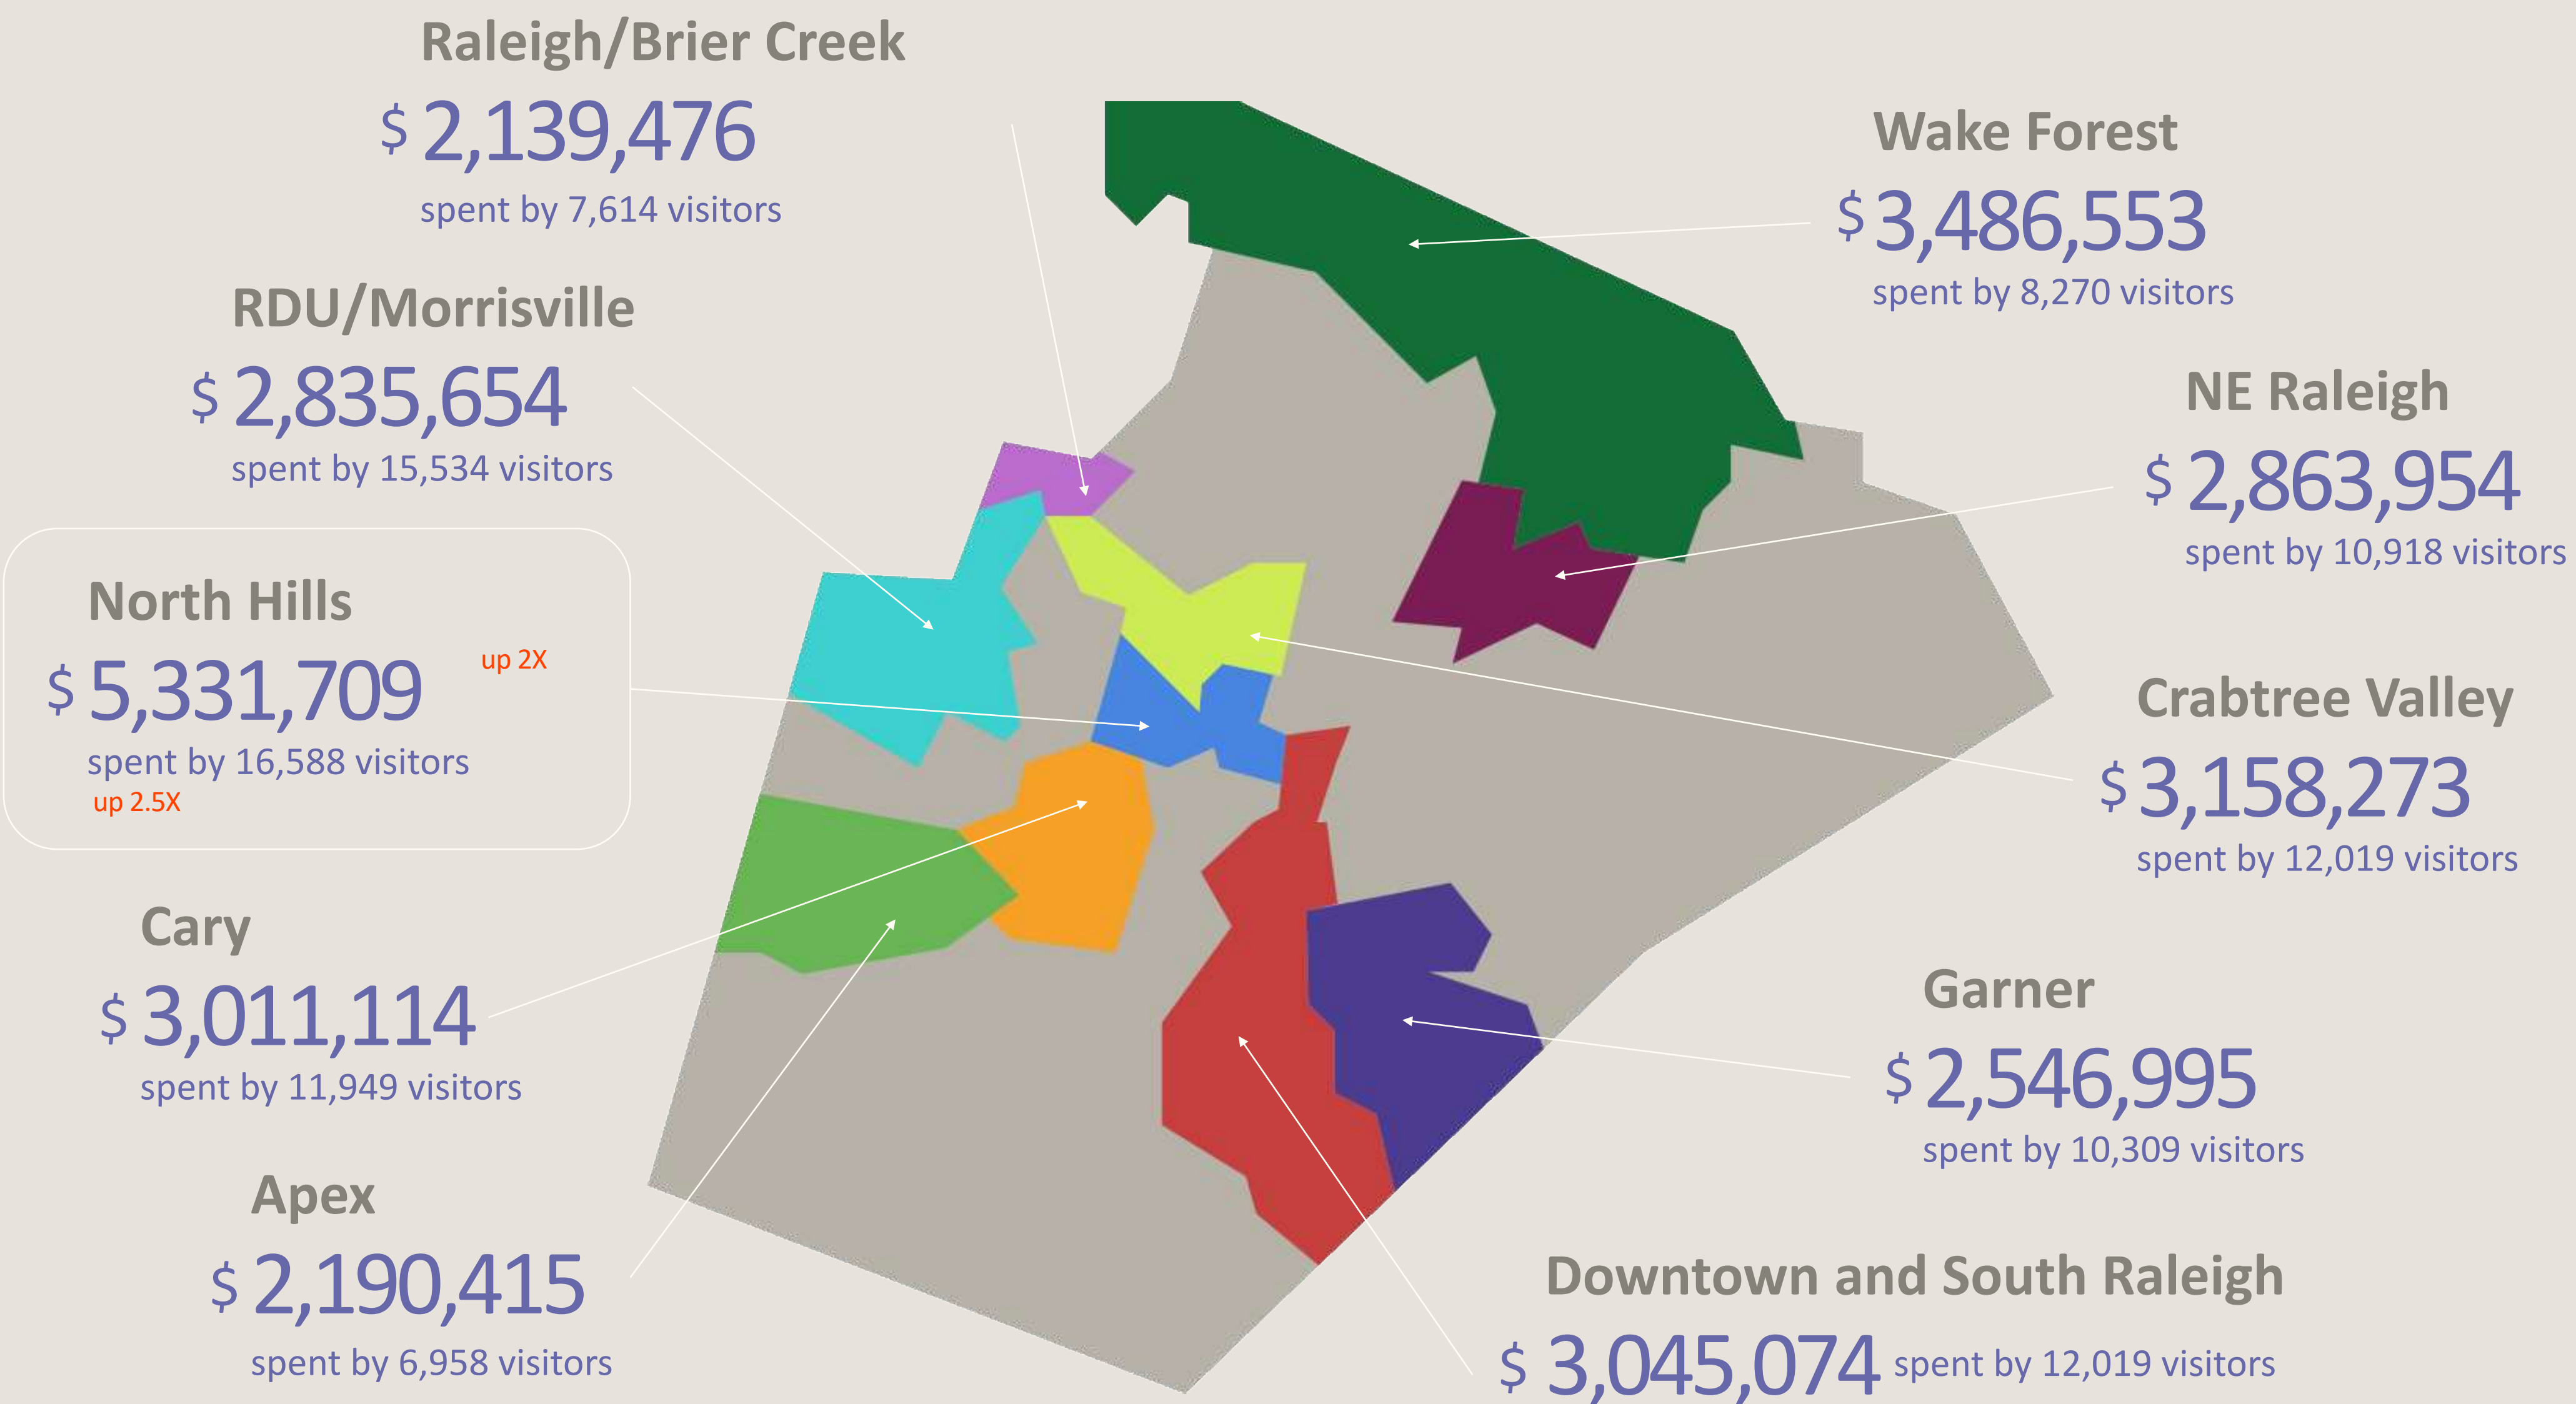 Raleigh/Brier Creek
$ 2,139,476
spent by 7,614 visitors
RDU/Morrisville
$ 2,835,654
spent by 15,534 visitors
North Hills
$ 5,331,709 up 2X
spent by 16,588 visitors
up 2.5X
Cary
$ 3,011,114
spent by 11,949 visitors
Apex
$ 2,190,415
spent by 6,958 visitors
Wake Forest
$ 3,486,553
spent by 8,270 visitors
NE Raleigh
$ 2,863,954
spent by 10,918 visitors
Crabtree Valley
$ 3,158,273
spent by 12,019 visitors
Garner
$ 2,546,995
spent by 10,309 visitors
Downtown and South Raleigh
$ 3,045,074 spent by 12,019 visitors